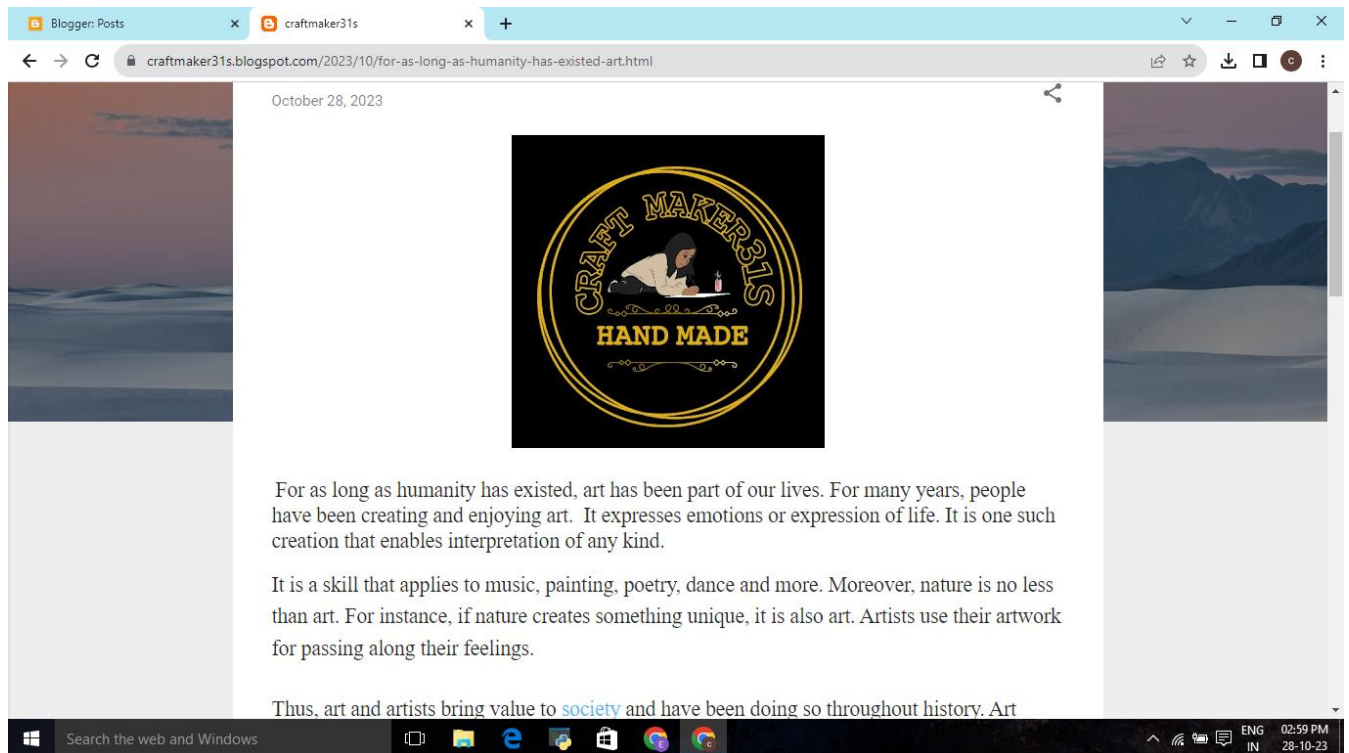 Blogger: Posts
craftmaker31s
craftmaker31s.blogspot.com/2023/10/for-as-long-as-humanity-has-existed-art.html
C
October 28, 2023
CRAFT MAKER31S
HAND MADE
For as long as humanity has existed, art has been part of our lives. For many years, people
have been creating and enjoying art.  It expresses emotions or expression of life. It is one such
creation that enables interpretation of any kind.
It is a skill that applies to music, painting, poetry, dance and more. Moreover, nature is no less
than art. For instance, if nature creates something unique, it is also art. Artists use their artwork
for passing along their feelings.
Thus, art and artists bring value to society and have been doing so throughout history. Art
Search the web and Windows
ENG
IN
02:59 PM
28-10-23